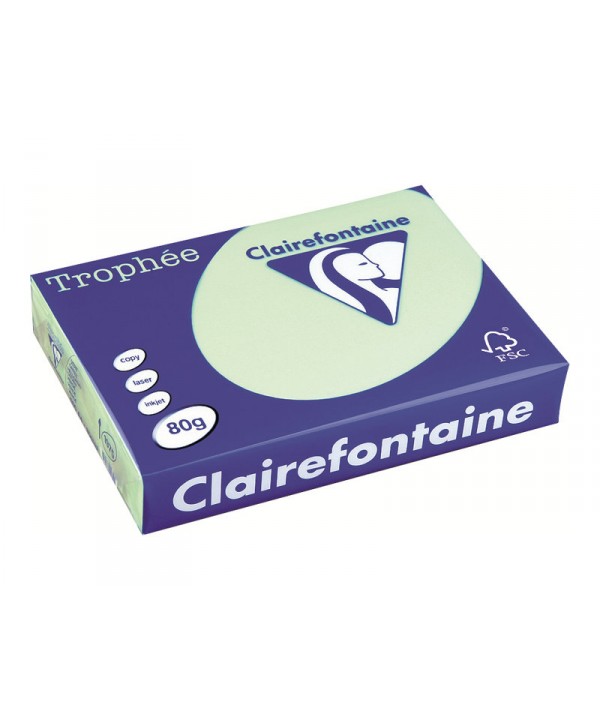 Trophée
Clairefontaine
copy
laser
inkjet
80g
©
FSC
Clairefontaine